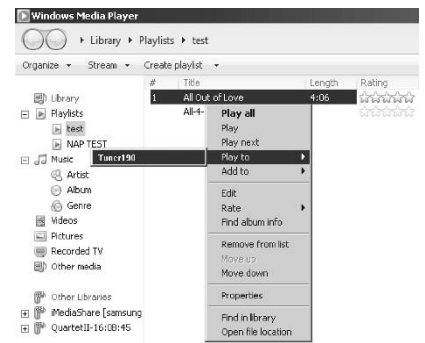 Windows Media Player
Library Playlists test
Organize Stream Create playlist
# Title Length Rating
1 All Out of Love 4:06
All-4-
Library
Playlists
test
NAP TEST
Music
Artist
Album
Genre
Videos
Pictures
Recorded TV
Other media
Other Libraries
iMediaShare [samsung
QuartetII-16:0B:45
Tuner190
Play all
Play
Play next
Play to
Add to
Edit
Rate
Find album info
Remove from list
Move up
Move down
Properties
Find in library
Open file location